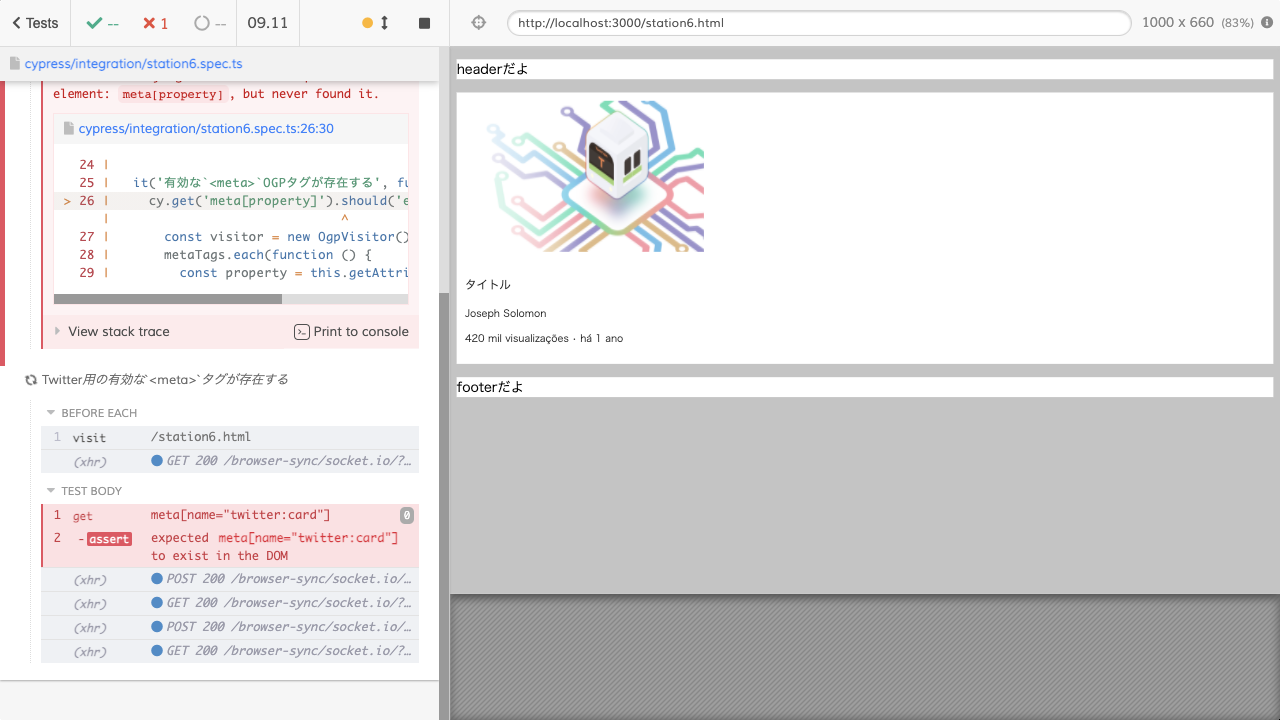 Tests
--
1
--
09.11
http://localhost:3000/station6.html
1000 x 660 (83%)
cypress/integration/station6.spec.ts
element: meta[property], but never found it.
cypress/integration/station6.spec.ts:26:30
24 |
25 | it('有効な`<meta>`OGPタグが存在する', fu
> 26 | cy.get('meta[property]').should('e
| ^
27 | const visitor = new OgpVisitor()
28 | metaTags.each(function () {
29 | const property = this.getAttri
View stack trace
Print to console
Twitter用の有効な`<meta>`タグが存在する
BEFORE EACH
1 visit /station6.html
(xhr) GET 200 /browser-sync/socket.io/?…
TEST BODY
1 get meta[name="twitter:card"] 0
2 -assert expected meta[name="twitter:card"]
to exist in the DOM
(xhr) POST 200 /browser-sync/socket.io/…
(xhr) GET 200 /browser-sync/socket.io/?…
(xhr) POST 200 /browser-sync/socket.io/…
(xhr) GET 200 /browser-sync/socket.io/?…
headerだよ
タイトル
Joseph Solomon
420 mil visualizações · há 1 ano
footerだよ